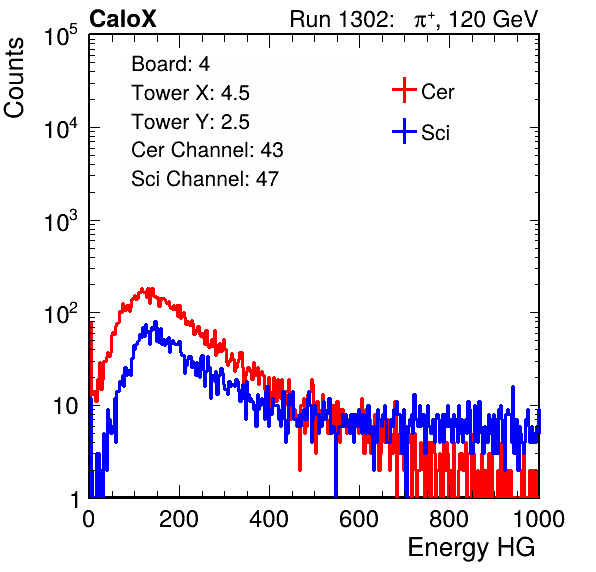 CaloX Run 1302: π⁺, 120 GeV
Counts
10⁵
10⁴
10³
10²
10
1
Board: 4
Tower X: 4.5
Tower Y: 2.5
Cer Channel: 43
Sci Channel: 47
Cer
Sci
0 200 400 600 800 1000
Energy HG